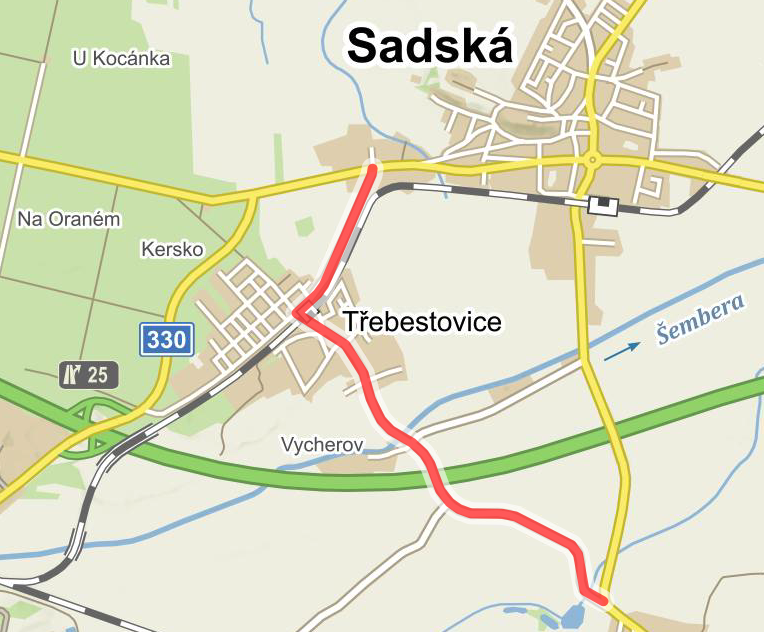 Sadská
U Kocánka
Na Oraném
Kersko
Třebestovice
330
25
Šembera
Vycherov